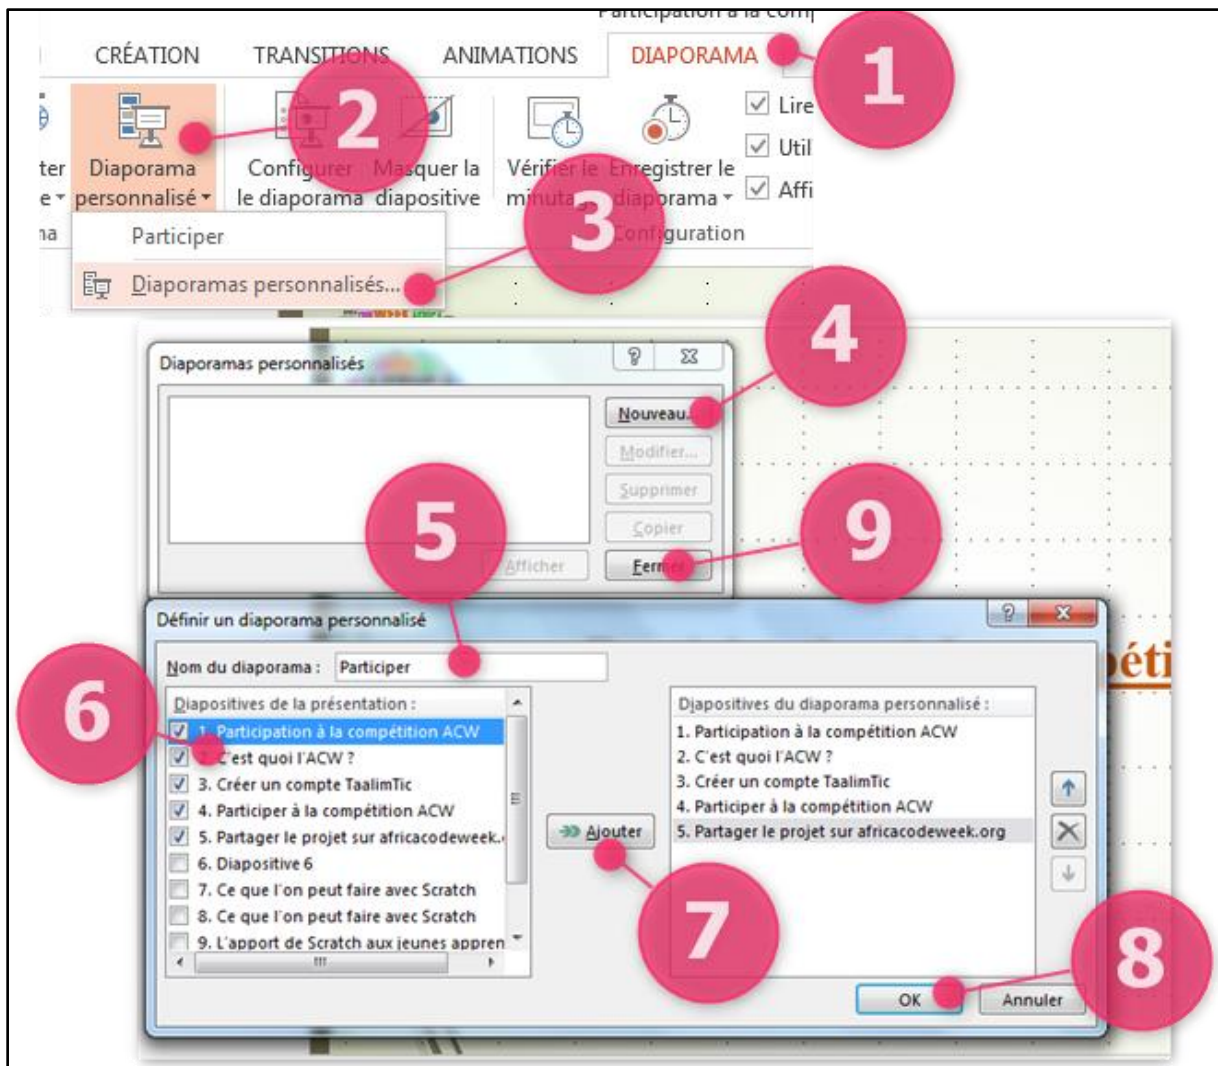 Participation à la comp
CRÉATION TRANSITIONS ANIMATIONS DIAPORAMA
1
2
ter Diaporama Configurer Masquer la Vérifier le Enregistrer le
e personnalisé le diaporama diapositive minutage diaporama
Lire
Util
Affi
ma Configuration
3
Participer
Diaporamas personnalisés...
4
Diaporamas personnalisés
Nouveau...
Modifier...
Supprimer
Copier
Afficher Fermer
5
9
Définir un diaporama personnalisé
péti
Nom du diaporama : Participer
6
Diapositives de la présentation :
1. Participation à la compétition ACW
2. C'est quoi l'ACW ?
3. Créer un compte TaalimTic
4. Participer à la compétition ACW
5. Partager le projet sur africacodeweek.
6. Diapositive 6
7. Ce que l'on peut faire avec Scratch
8. Ce que l'on peut faire avec Scratch
9. L'apport de Scratch aux jeunes appren
Ajouter
7
Diapositives du diaporama personnalisé :
1. Participation à la compétition ACW
2. C'est quoi l'ACW ?
3. Créer un compte TaalimTic
4. Participer à la compétition ACW
5. Partager le projet sur africacodeweek.org
8
OK Annuler